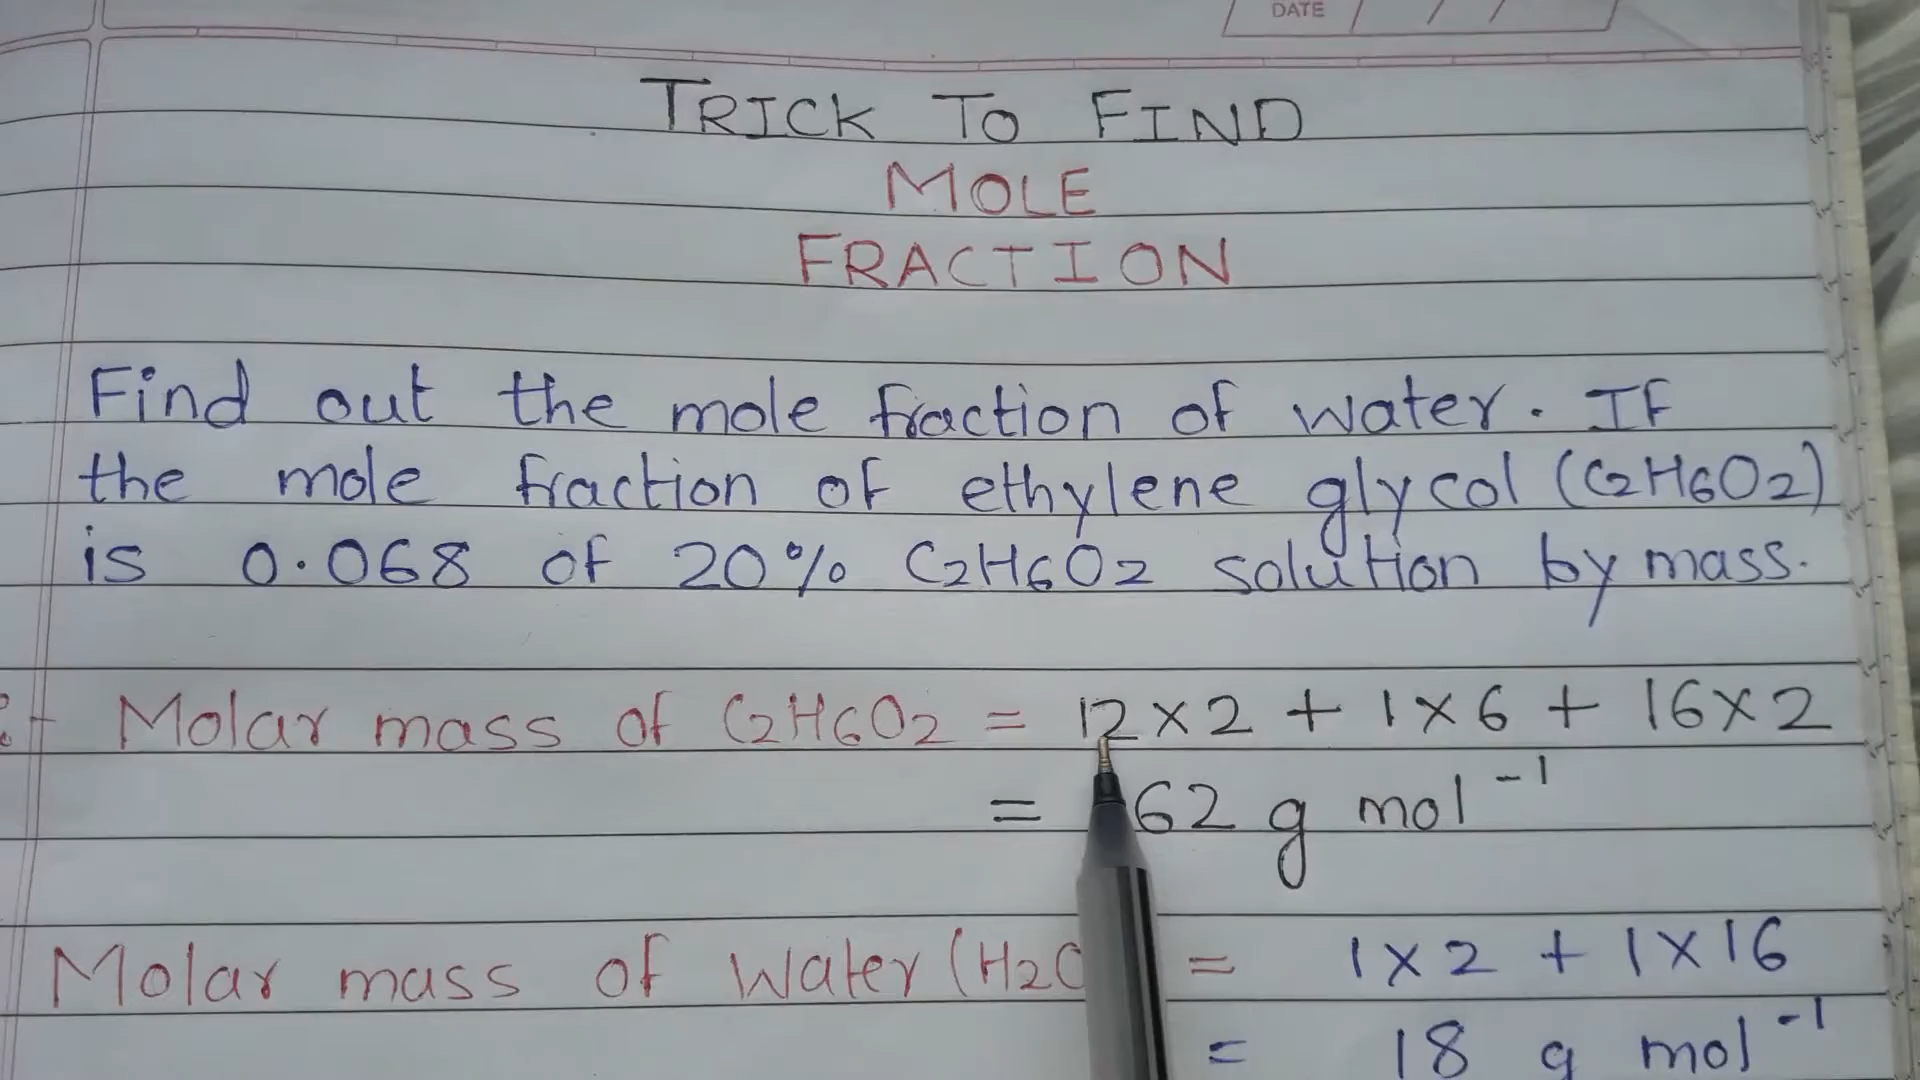 DATE / / /
TRICK TO FIND
MOLE
FRACTION
Find out the mole fraction of water. If
the mole fraction of ethylene glycol (C2H6O2)
is 0.068 of 20% C2H6O2 solution by mass.
Molar mass of C2H6O2 = 12×2 + 1×6 + 16×2
= 62 g mol⁻¹
Molar mass of Water (H2O = 1×2 + 1×16
= 18 g mol⁻¹